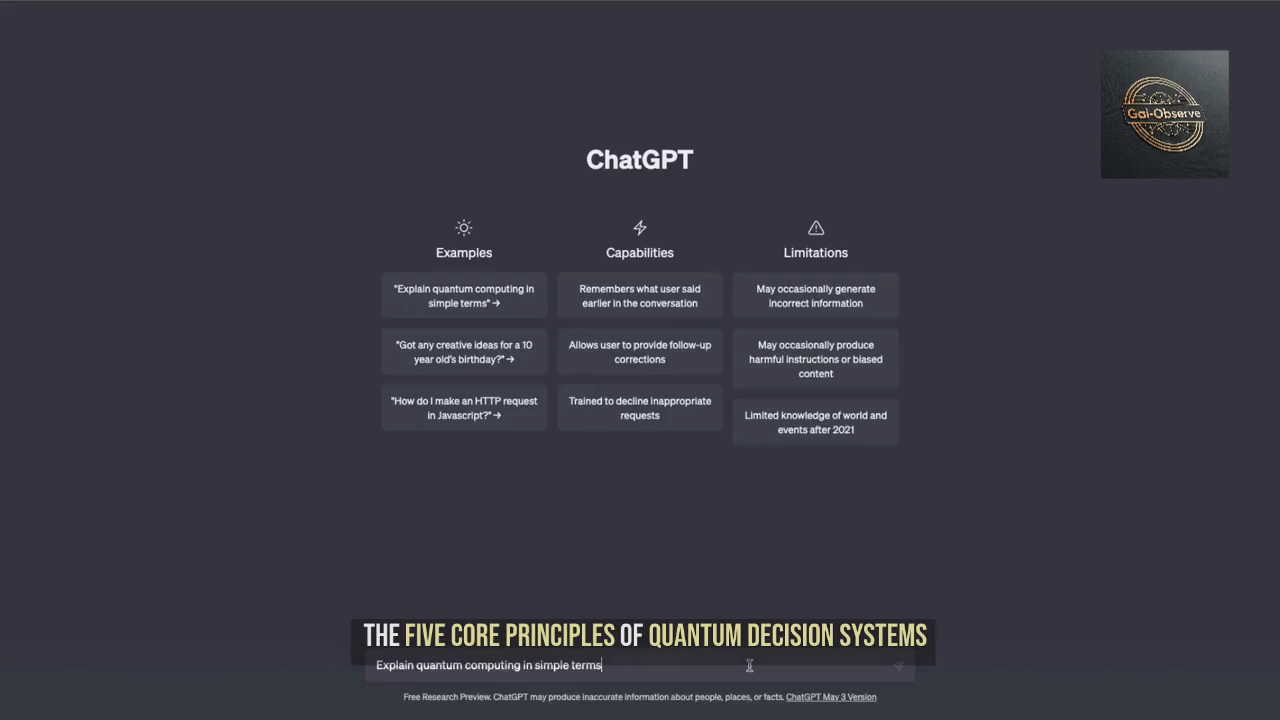 Gai-Observe
ChatGPT
Examples
"Explain quantum computing in
simple terms" →
"Got any creative ideas for a 10
year old's birthday?" →
"How do I make an HTTP request
in Javascript?" →
Capabilities
Remembers what user said
earlier in the conversation
Allows user to provide follow-up
corrections
Trained to decline inappropriate
requests
Limitations
May occasionally generate
incorrect information
May occasionally produce
harmful instructions or biased
content
Limited knowledge of world and
events after 2021
THE FIVE CORE PRINCIPLES OF QUANTUM DECISION SYSTEMS
Explain quantum computing in simple terms
Free Research Preview. ChatGPT may produce inaccurate information about people, places, or facts. ChatGPT May 3 Version